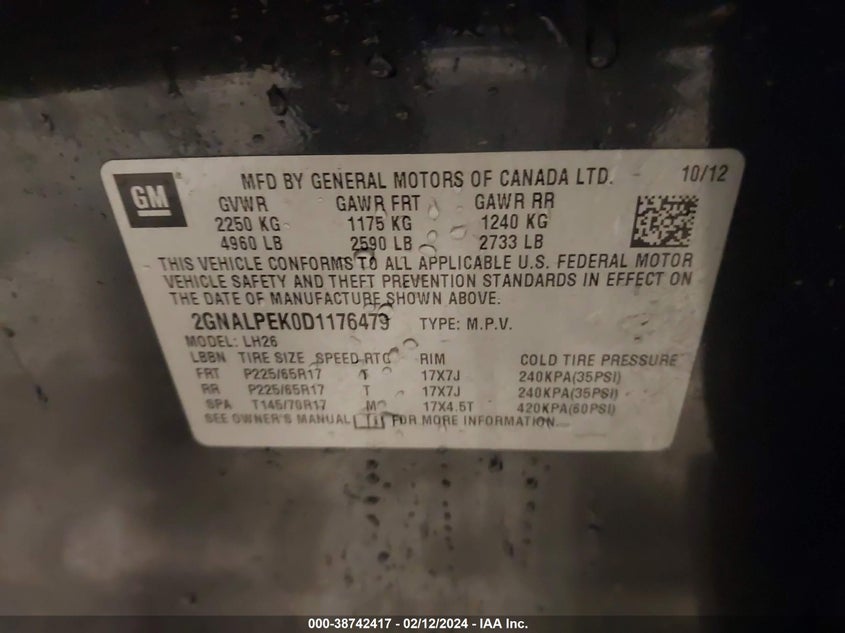 GM
MFD BY GENERAL MOTORS OF CANADA LTD. 10/12
GVWR GAWR FRT GAWR RR
2250 KG 1175 KG 1240 KG
4960 LB 2590 LB 2733 LB
THIS VEHICLE CONFORMS TO ALL APPLICABLE U.S. FEDERAL MOTOR
VEHICLE SAFETY AND THEFT PREVENTION STANDARDS IN EFFECT ON
THE DATE OF MANUFACTURE SHOWN ABOVE.
2GNALPEK0D1176479 TYPE: M.P.V.
MODEL: LH26
LBBN TIRE SIZE SPEED RTG RIM COLD TIRE PRESSURE
FRT P225/65R17 T 17X7J 240KPA(35PSI)
RR P225/65R17 T 17X7J 240KPA(35PSI)
SPA T145/70R17 M 17X4.5T 420KPA(60PSI)
SEE OWNER'S MANUAL FOR MORE INFORMATION
000-38742417 - 02/12/2024 - IAA Inc.